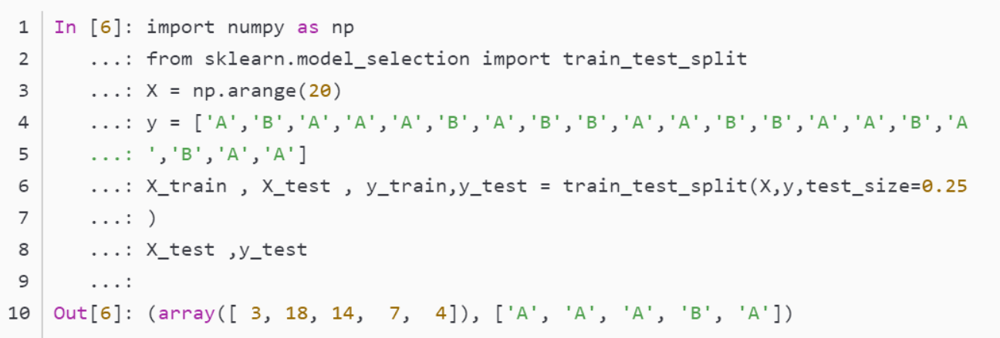 1 In [6]: import numpy as np
2 ...: from sklearn.model_selection import train_test_split
3 ...: X = np.arange(20)
4 ...: y = ['A','B','A','A','A','B','A','B','B','A','A','B','B','A','A','B','A
5 ...: ','B','A','A']
6 ...: X_train , X_test , y_train,y_test = train_test_split(X,y,test_size=0.25
7 ...: )
8 ...: X_test ,y_test
9 ...:
10 Out[6]: (array([ 3, 18, 14,  7,  4]), ['A', 'A', 'A', 'B', 'A'])